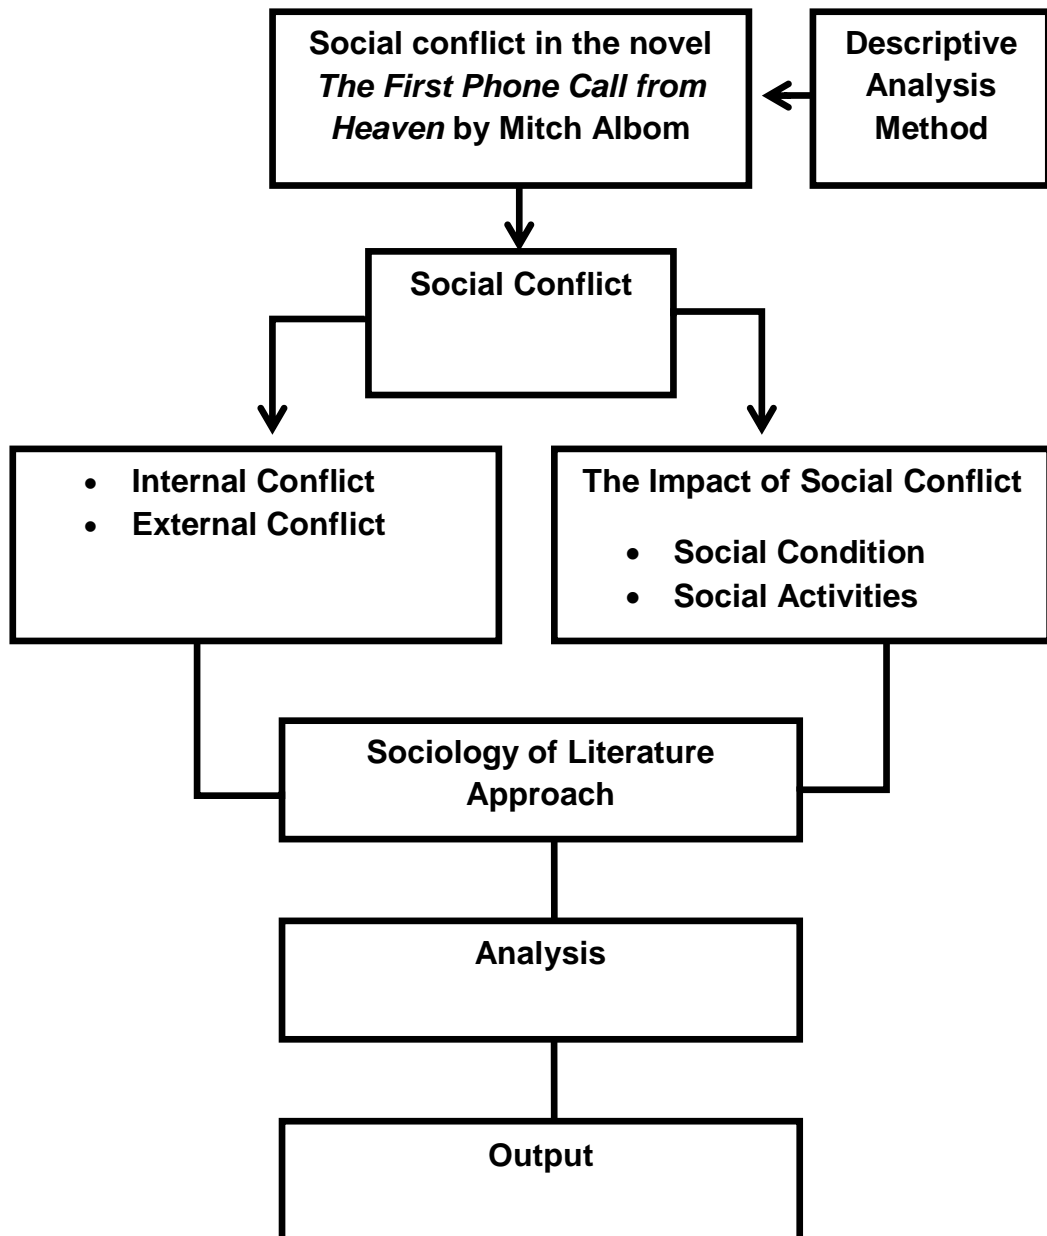 Social conflict in the novel
The First Phone Call from
Heaven by Mitch Albom
Descriptive
Analysis
Method
Social Conflict
• Internal Conflict
• External Conflict
The Impact of Social Conflict
• Social Condition
• Social Activities
Sociology of Literature
Approach
Analysis
Output